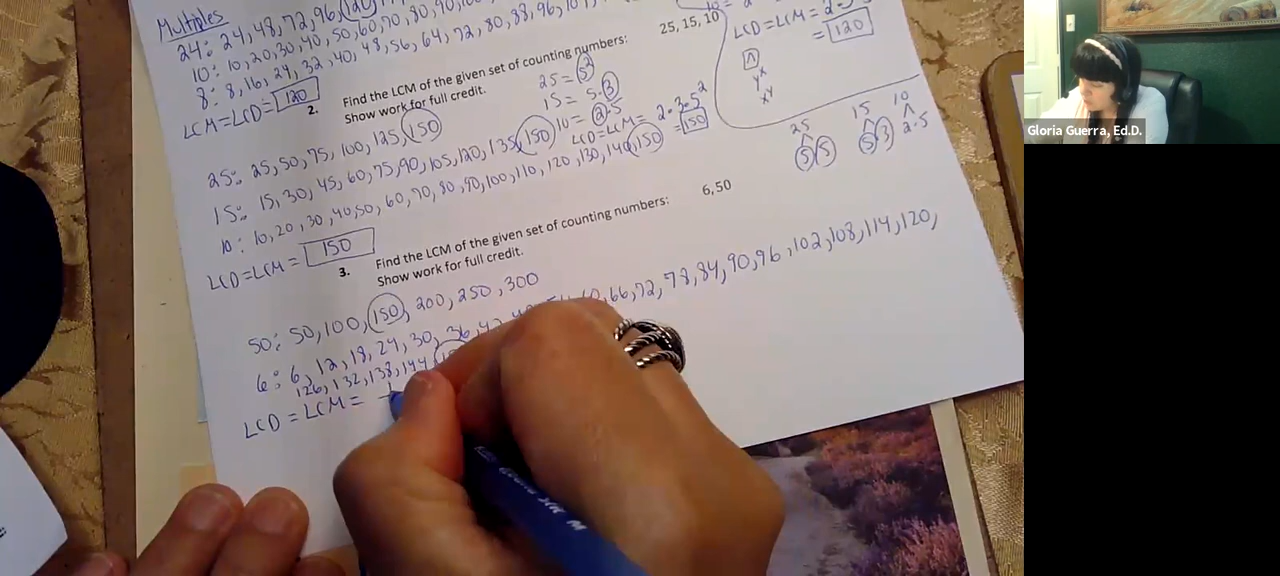 Multiples
24: 24, 48, 72, 96, 120
10: 10, 20, 30, 40, 50, 60, 70, 80, 90, 100
8: 8, 16, 24, 32, 40, 48, 56, 64, 72, 80, 88, 96, 104
LCM = LCD = 120
LCD = LCM =
= 120
2. Find the LCM of the given set of counting numbers: 25, 15, 10
Show work for full credit.
25 = 5²
15 = 5·3
10 = 2·5
LCD = LCM = 2·3·5²
= 150
25 15 10
5 5 5 3 2·5
25: 25, 50, 75, 100, 125, 150
15: 15, 30, 45, 60, 75, 90, 105, 120, 135, 150
10: 10, 20, 30, 40, 50, 60, 70, 80, 90, 100, 110, 120, 130, 140, 150
LCD = LCM = 150
3. Find the LCM of the given set of counting numbers: 6, 50
Show work for full credit.
50: 50, 100, 150, 200, 250, 300
6: 6, 12, 18, 24, 30, 36, 42, 66, 72, 78, 84, 90, 96, 102, 108, 114, 120,
126, 132, 138, 144
LCD = LCM =
Gloria Guerra, Ed.D.